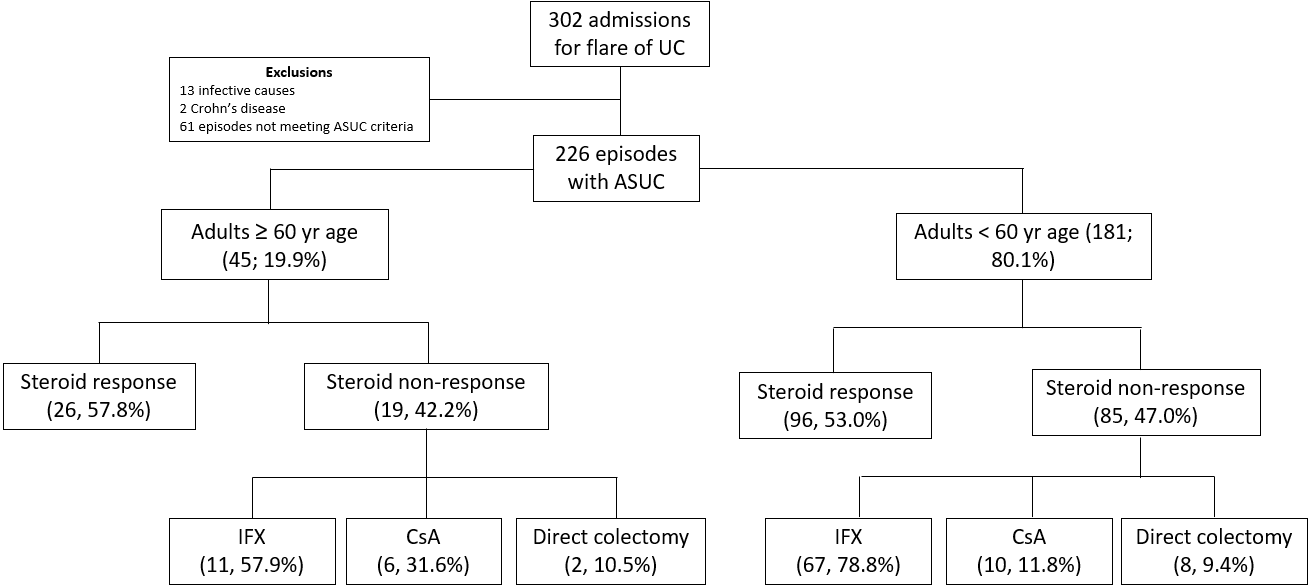 302 admissions
for flare of UC
Exclusions
13 infective causes
2 Crohn's disease
61 episodes not meeting ASUC criteria
226 episodes
with ASUC
Adults ≥ 60 yr age
(45; 19.9%)
Adults < 60 yr age (181;
80.1%)
Steroid response
(26, 57.8%)
Steroid non-response
(19, 42.2%)
Steroid response
(96, 53.0%)
Steroid non-response
(85, 47.0%)
IFX
(11, 57.9%)
CsA
(6, 31.6%)
Direct colectomy
(2, 10.5%)
IFX
(67, 78.8%)
CsA
(10, 11.8%)
Direct colectomy
(8, 9.4%)